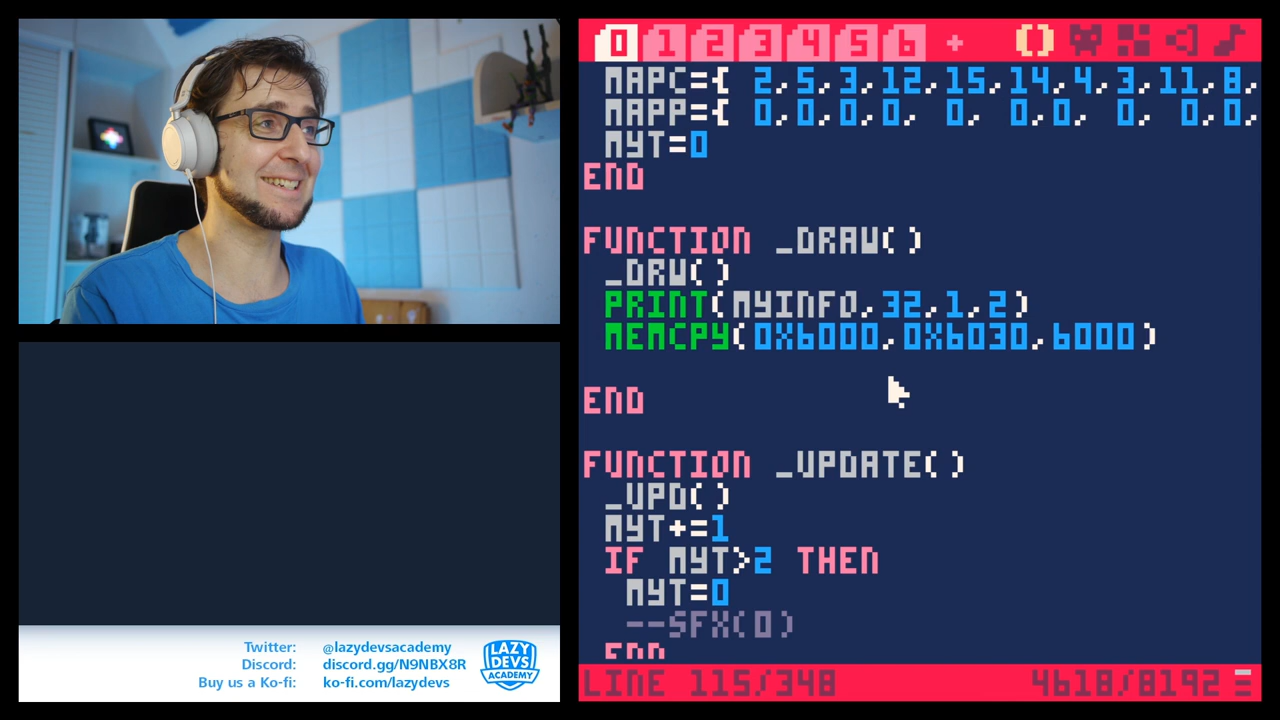 0 1 2 3 4 5 6 +
MAPC={ 2,5,3,12,15,14,4,3,11,8,
MAPP={ 0,0,0,0, 0, 0,0, 0, 0,0,
MYT=0
END
FUNCTION _DRAW()
_DRW()
PRINT(MYINFO,32,1,2)
MEMCPY(0X6000,0X6030,6000)
END
FUNCTION _UPDATE()
_UPD()
MYT+=1
IF MYT>2 THEN
MYT=0
--SFX(0)
END
LINE 115/348 4618/8192
Twitter: @lazydevsacademy
Discord: discord.gg/N9NBX8R
Buy us a Ko-fi: ko-fi.com/lazydevs
LAZY
DEVS
ACADEMY